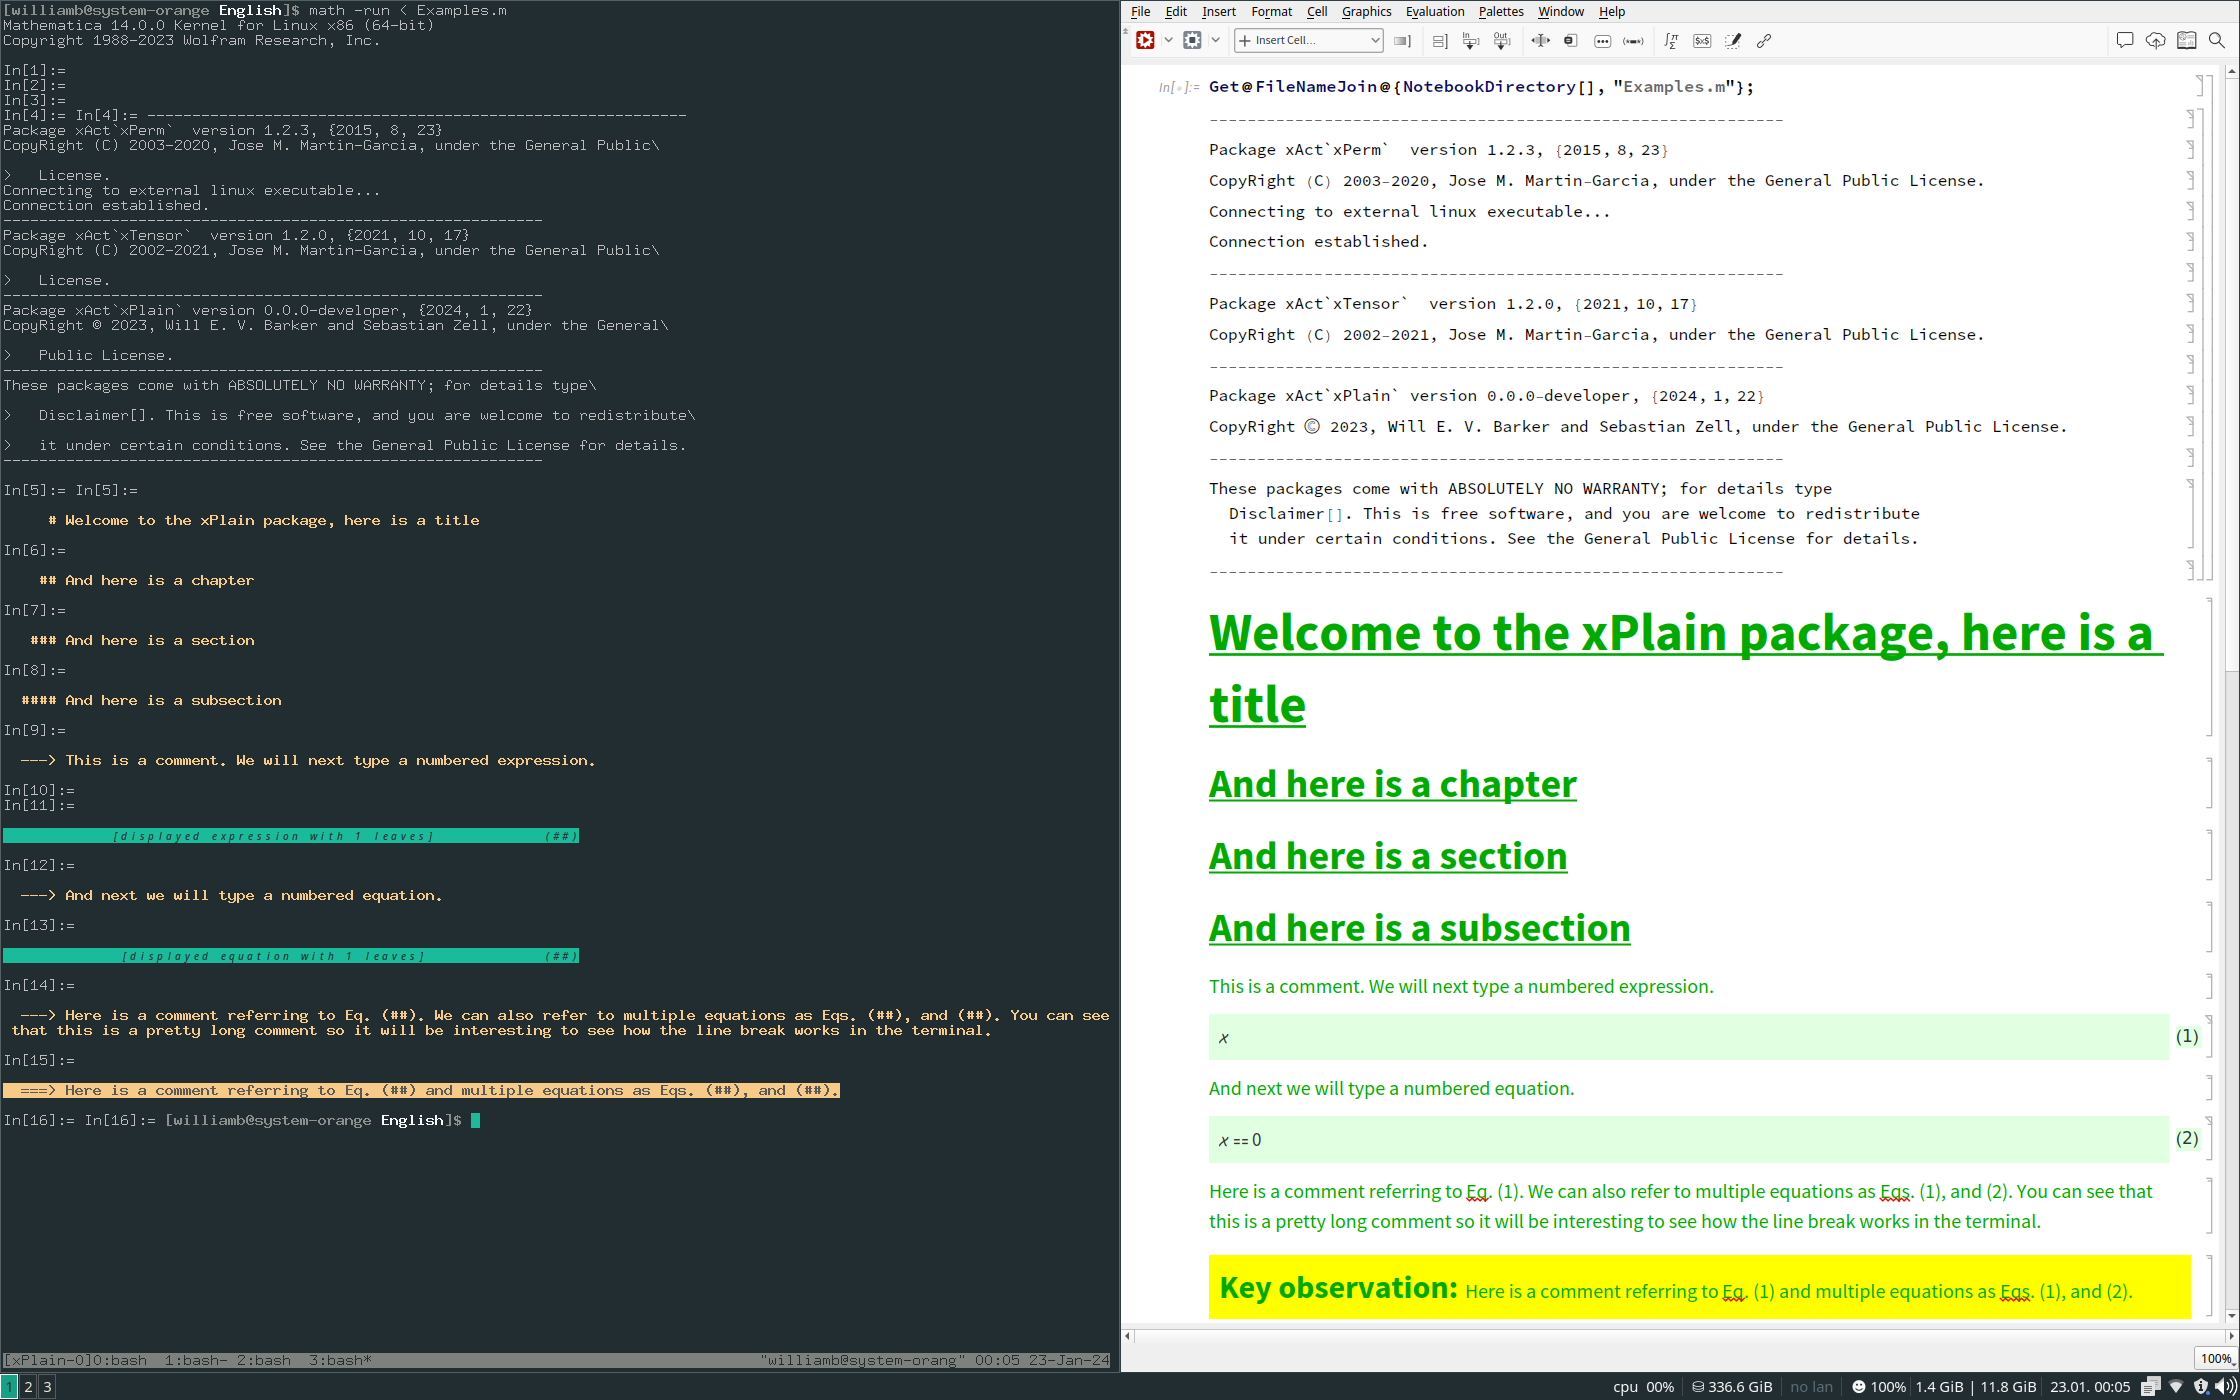 [williamb@system-orange English]$ math -run < Examples.m
Mathematica 14.0.0 Kernel for Linux x86 (64-bit)
Copyright 1988-2023 Wolfram Research, Inc.
In[1]:=
In[2]:=
In[3]:=
In[4]:= In[4]:= ------------------------------------------------------------
Package xAct`xPerm`  version 1.2.3, {2015, 8, 23}
CopyRight (C) 2003-2020, Jose M. Martin-Garcia, under the General Public\
>   License.
Connecting to external linux executable...
Connection established.
------------------------------------------------------------
Package xAct`xTensor`  version 1.2.0, {2021, 10, 17}
CopyRight (C) 2002-2021, Jose M. Martin-Garcia, under the General Public\
>   License.
------------------------------------------------------------
Package xAct`xPlain` version 0.0.0-developer, {2024, 1, 22}
CopyRight © 2023, Will E. V. Barker and Sebastian Zell, under the General\
>   Public License.
------------------------------------------------------------
These packages come with ABSOLUTELY NO WARRANTY; for details type\
>   Disclaimer[]. This is free software, and you are welcome to redistribute\
>   it under certain conditions. See the General Public License for details.
------------------------------------------------------------
In[5]:= In[5]:=
# Welcome to the xPlain package, here is a title
In[6]:=
## And here is a chapter
In[7]:=
### And here is a section
In[8]:=
#### And here is a subsection
In[9]:=
---> This is a comment. We will next type a numbered expression.
In[10]:=
In[11]:=
[displayed expression with 1 leaves] (##)
In[12]:=
---> And next we will type a numbered equation.
In[13]:=
[displayed equation with 1 leaves] (##)
In[14]:=
---> Here is a comment referring to Eq. (##). We can also refer to multiple equations as Eqs. (##), and (##). You can see
that this is a pretty long comment so it will be interesting to see how the line break works in the terminal.
In[15]:=
===> Here is a comment referring to Eq. (##) and multiple equations as Eqs. (##), and (##).
In[16]:= In[16]:= [williamb@system-orange English]$
[xPlain-0]0:bash  1:bash- 2:bash  3:bash* "williamb@system-orang" 00:05 23-Jan-24
File Edit Insert Format Cell Graphics Evaluation Palettes Window Help
Insert Cell...
In[ ]:= Get@FileNameJoin@{NotebookDirectory[], "Examples.m"};
------------------------------------------------------------
Package xAct`xPerm`  version 1.2.3, {2015, 8, 23}
CopyRight (C) 2003-2020, Jose M. Martin-Garcia, under the General Public License.
Connecting to external linux executable...
Connection established.
------------------------------------------------------------
Package xAct`xTensor`  version 1.2.0, {2021, 10, 17}
CopyRight (C) 2002-2021, Jose M. Martin-Garcia, under the General Public License.
------------------------------------------------------------
Package xAct`xPlain` version 0.0.0-developer, {2024, 1, 22}
CopyRight © 2023, Will E. V. Barker and Sebastian Zell, under the General Public License.
------------------------------------------------------------
These packages come with ABSOLUTELY NO WARRANTY; for details type
Disclaimer[]. This is free software, and you are welcome to redistribute
it under certain conditions. See the General Public License for details.
------------------------------------------------------------
Welcome to the xPlain package, here is a
title
And here is a chapter
And here is a section
And here is a subsection
This is a comment. We will next type a numbered expression.
x (1)
And next we will type a numbered equation.
x == 0 (2)
Here is a comment referring to Eq. (1). We can also refer to multiple equations as Eqs. (1), and (2). You can see that
this is a pretty long comment so it will be interesting to see how the line break works in the terminal.
Key observation: Here is a comment referring to Eq. (1) and multiple equations as Eqs. (1), and (2).
100%
1 2 3
cpu 00% 336.6 GiB no lan 100% 1.4 GiB | 11.8 GiB 23.01. 00:05